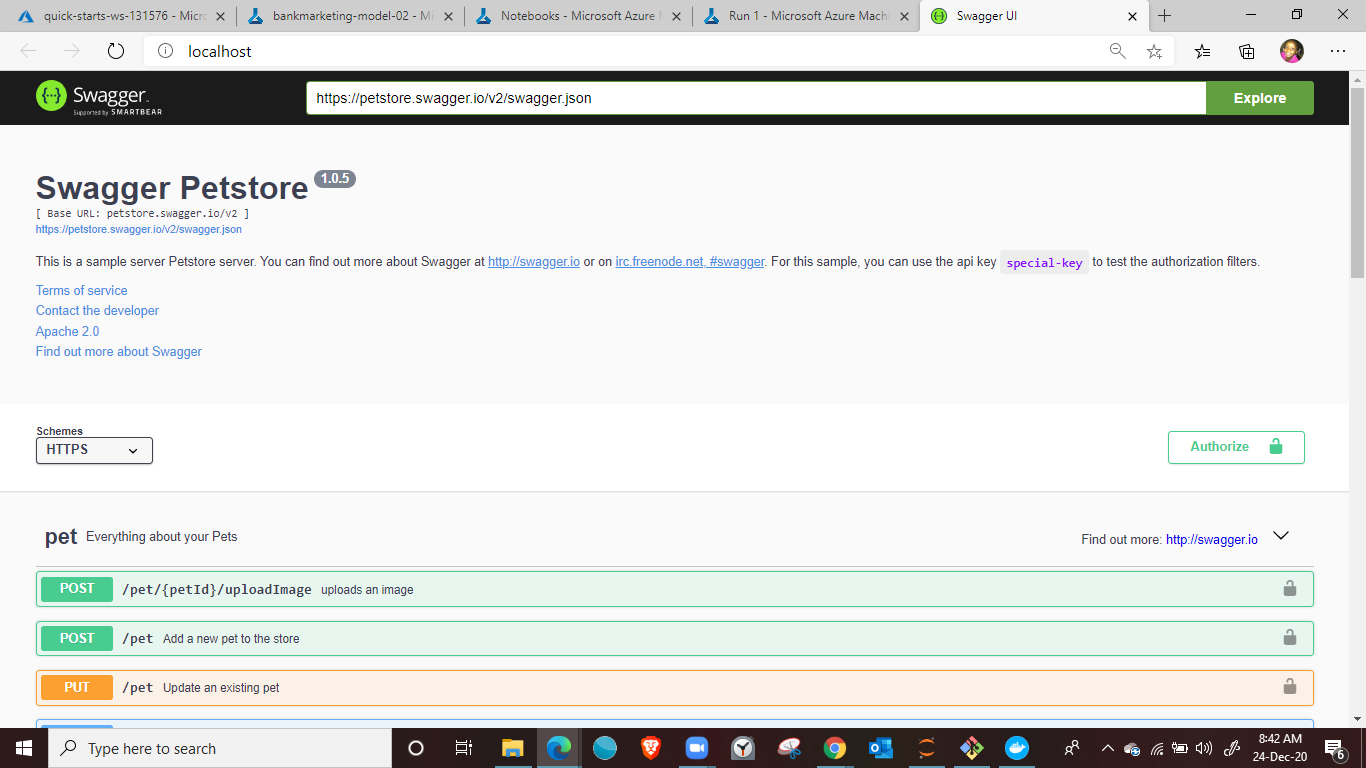 quick-starts-ws-131576 - Micro
bankmarketing-model-02 - Mi
Notebooks - Microsoft Azure M
Run 1 - Microsoft Azure Machi
Swagger UI
localhost
Swagger
Supported by SMARTBEAR
https://petstore.swagger.io/v2/swagger.json
Explore
Swagger Petstore 1.0.5
[ Base URL: petstore.swagger.io/v2 ]
https://petstore.swagger.io/v2/swagger.json
This is a sample server Petstore server. You can find out more about Swagger at http://swagger.io or on irc.freenode.net, #swagger. For this sample, you can use the api key special-key to test the authorization filters.
Terms of service
Contact the developer
Apache 2.0
Find out more about Swagger
Schemes
HTTPS
Authorize
pet Everything about your Pets
Find out more: http://swagger.io
POST /pet/{petId}/uploadImage uploads an image
POST /pet Add a new pet to the store
PUT /pet Update an existing pet
Type here to search
8:42 AM
24-Dec-20
6